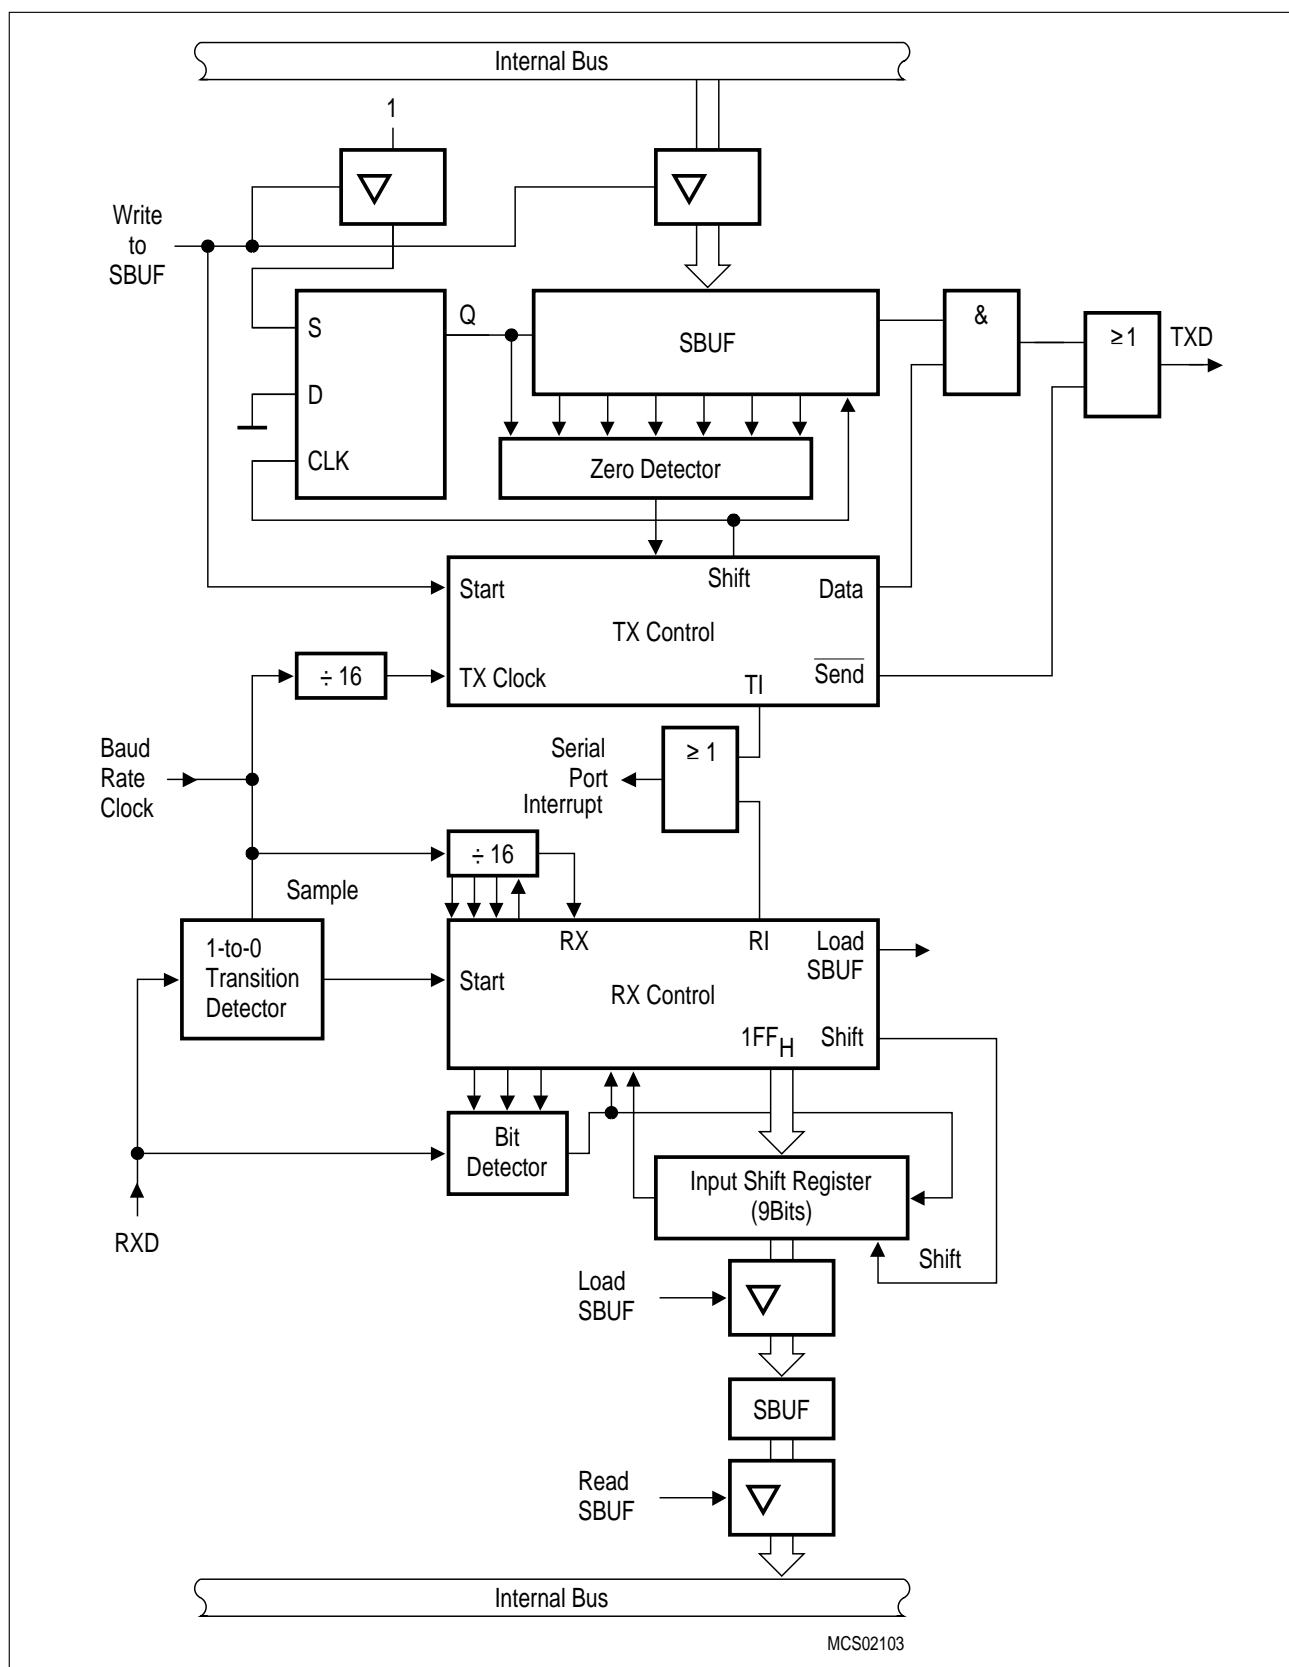 Internal Bus
1
Write
to
SBUF
S
Q
D
CLK
SBUF
&
≥1
TXD
Zero Detector
Start
Shift
Data
TX Control
÷ 16
TX Clock
Send
TI
Baud
Rate
Clock
Serial
Port
Interrupt
≥ 1
÷ 16
Sample
1-to-0
Transition
Detector
RX
RI
Load
SBUF
Start
RX Control
1FFH
Shift
Bit
Detector
Input Shift Register
(9Bits)
RXD
Shift
Load
SBUF
SBUF
Read
SBUF
Internal Bus
MCS02103